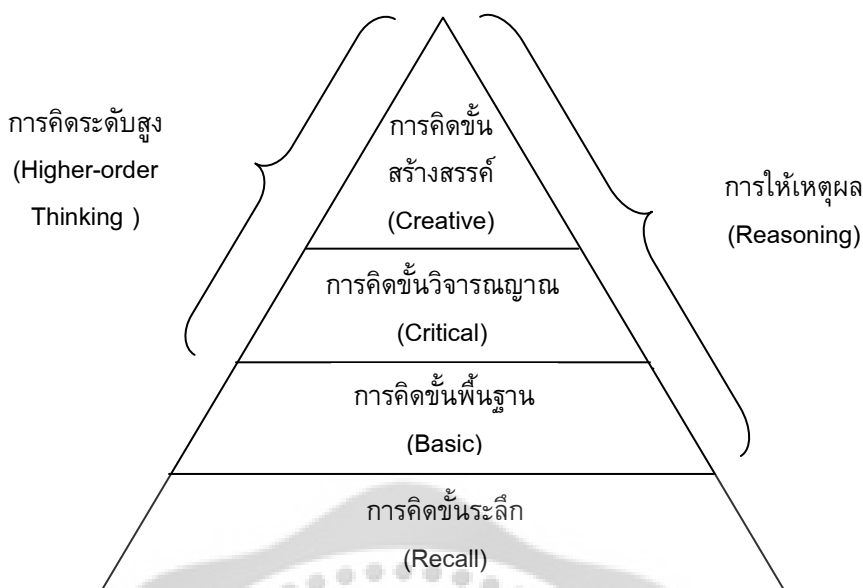 การคิดระดับสูง
(Higher-order
Thinking )
การคิดขั้น
สร้างสรรค์
(Creative)
การให้เหตุผล
(Reasoning)
การคิดขั้นวิจารณญาณ
(Critical)
การคิดขั้นพื้นฐาน
(Basic)
การคิดขั้นระลึก
(Recall)